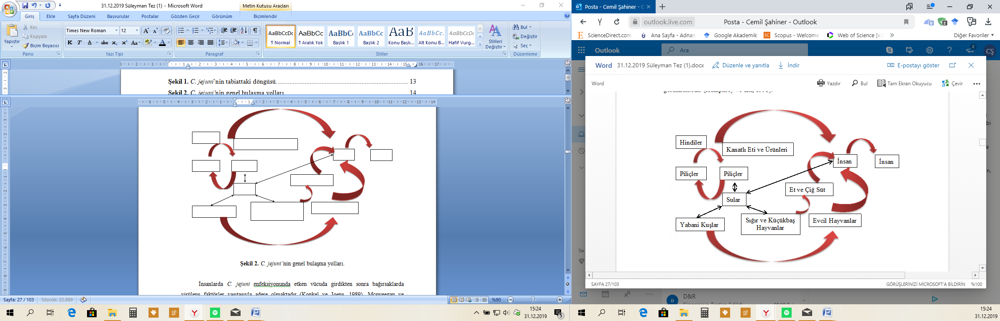 31.12.2019 Süleyman Tez (1) - Microsoft Word
Metin Kutusu Araçları
Giriş Ekle Sayfa Düzeni Başvurular Postalar Gözden Geçir Görünüm Biçimlendir
Yapıştır
Kes
Kopyala
Biçim Boyacısı
Pano
Times New Roman 12
Yazı Tipi
Paragraf
AaBbCcDc AaBbCc AaBbC AaBbCc AaB AaBbCc. AaBbCcDc
¶ Normal ¶ Aralık Yok Başlık 1 Başlık 2 Konu Başlı... Alt Konu B... Hafif Vurg...
Stilleri
Değiştir
Stiller
Bul
Değiştir
Seç
Düzenleme
Şekil 1. C. jejuni'nin tabiattaki döngüsü 13
Şekil 2. C. jejuni'nin genel bulaşma yolları 14
Şekil 2. C. jejuni'nin genel bulaşma yolları.
İnsanlarda C. jejuni enfeksiyonunda etken vücuda girdikten sonra bağırsaklarda
virülens faktörler vasıtasıyla adere olmaktadır (Konkel ve Joens, 1989). Mcsweegan ve
Sayfa: 27 / 103 Sözcük: 22.889 %90
15:24
31.12.2019
5
Posta - Cemil Şahiner - O
outlook.live.com Posta - Cemil Şahiner - Outlook
ScienceDirect.com Ana Sayfa - Adnan Google Akademik Scopus - Welcome Web of Science [v.5 Diğer Favoriler
Outlook Ara CŞ
Word 31.12.2019 Süleyman Tez (1).docx Düzenle ve yanıtla İndir E-postayı göster
Word Yazdır Bul Tam Ekran Okuyucu Çevir
Hindiler
Kanatlı Eti ve Ürünleri
İnsan İnsan
Piliçler Piliçler
Et ve Çiğ Süt
Sular
Yabani Kuşlar
Sığır ve Küçükbaş
Hayvanlar
Evcil Hayvanlar
SAYFA 27/103 GÖRÜŞLERİNİZİ MICROSOFT'A BİLDİRİN %100
D&R
15:24
31.12.2019